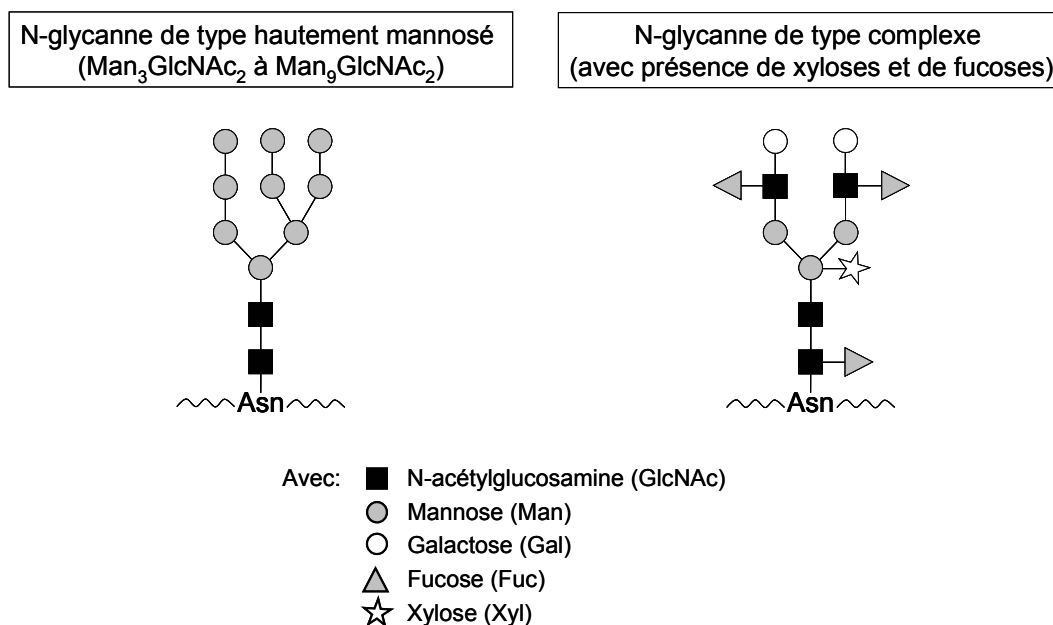 N-glycanne de type hautement mannosé
(Man₃GlcNAc₂ à Man₉GlcNAc₂)
N-glycanne de type complexe
(avec présence de xyloses et de fucoses)
Asn
Asn
Avec:
N-acétylglucosamine (GlcNAc)
Mannose (Man)
Galactose (Gal)
Fucose (Fuc)
Xylose (Xyl)